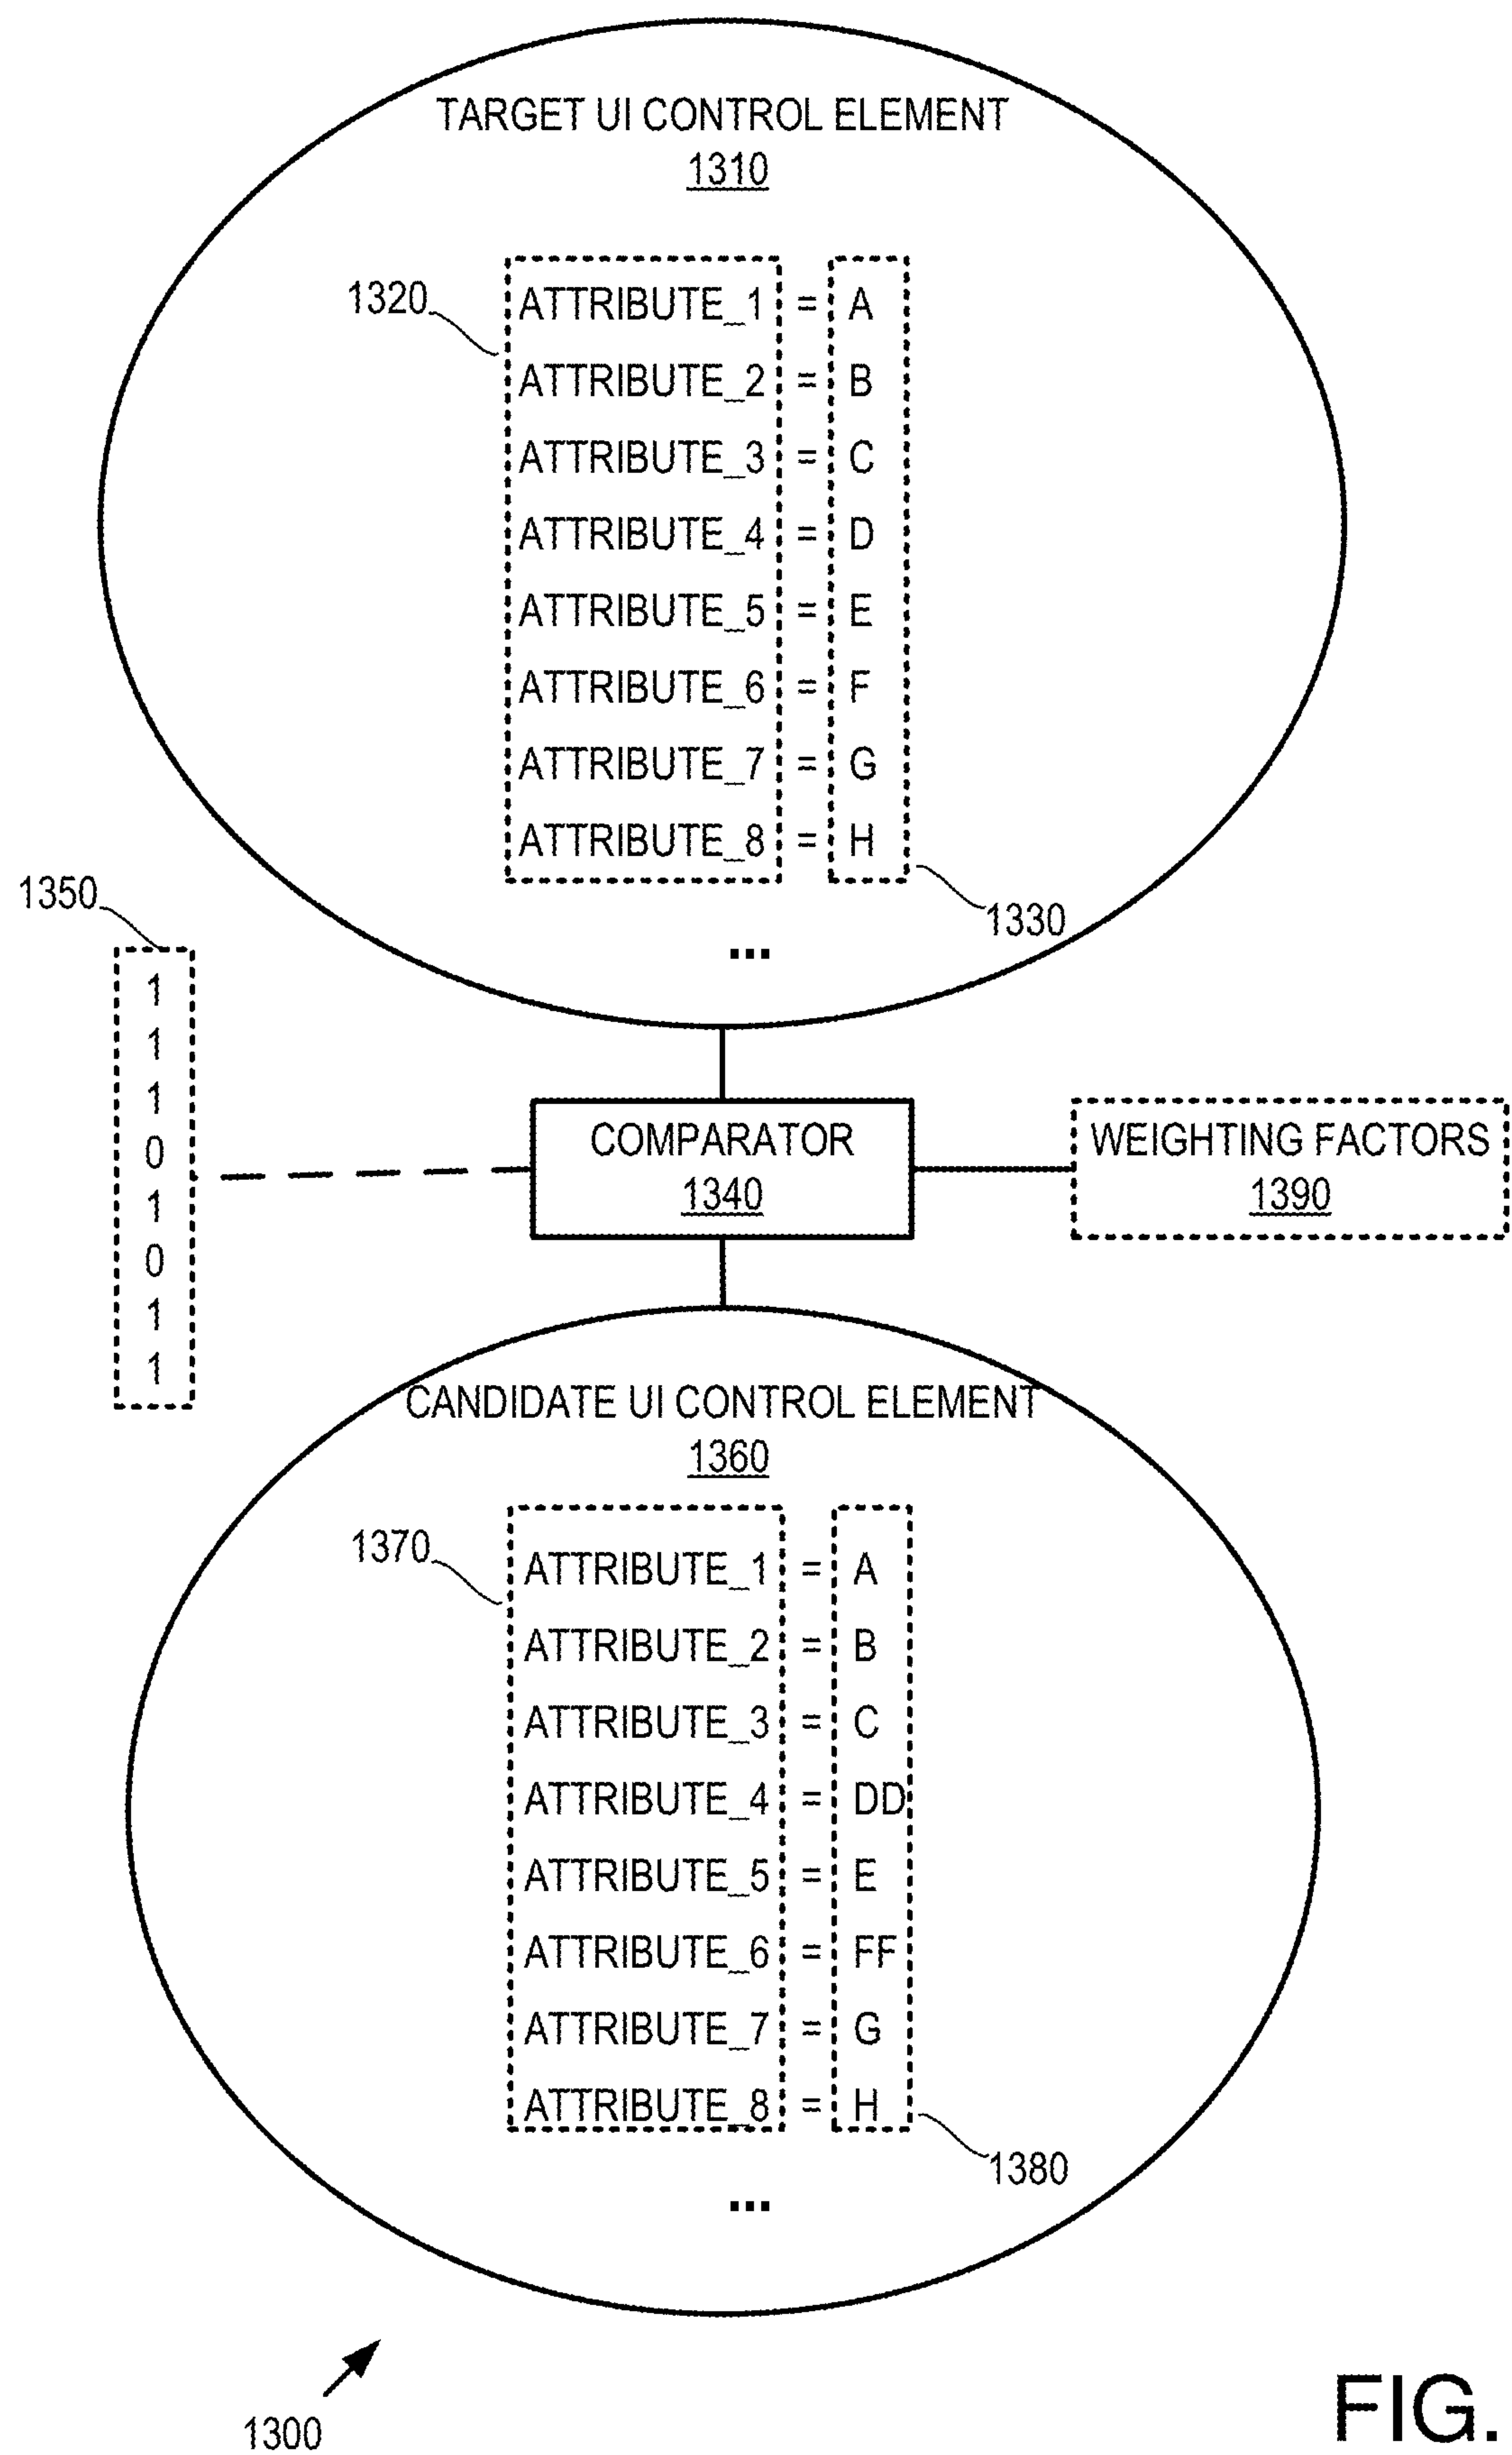 TARGET UI CONTROL ELEMENT
1310
1320
ATTRIBUTE_1 = A
ATTRIBUTE_2 = B
ATTRIBUTE_3 = C
ATTRIBUTE_4 = D
ATTRIBUTE_5 = E
ATTRIBUTE_6 = F
ATTRIBUTE_7 = G
ATTRIBUTE_8 = H
1330
...
1350
1
1
1
0
1
0
1
1
COMPARATOR
1340
WEIGHTING FACTORS
1390
CANDIDATE UI CONTROL ELEMENT
1360
1370
ATTRIBUTE_1 = A
ATTRIBUTE_2 = B
ATTRIBUTE_3 = C
ATTRIBUTE_4 = DD
ATTRIBUTE_5 = E
ATTRIBUTE_6 = FF
ATTRIBUTE_7 = G
ATTRIBUTE_8 = H
1380
...
1300
FIG.